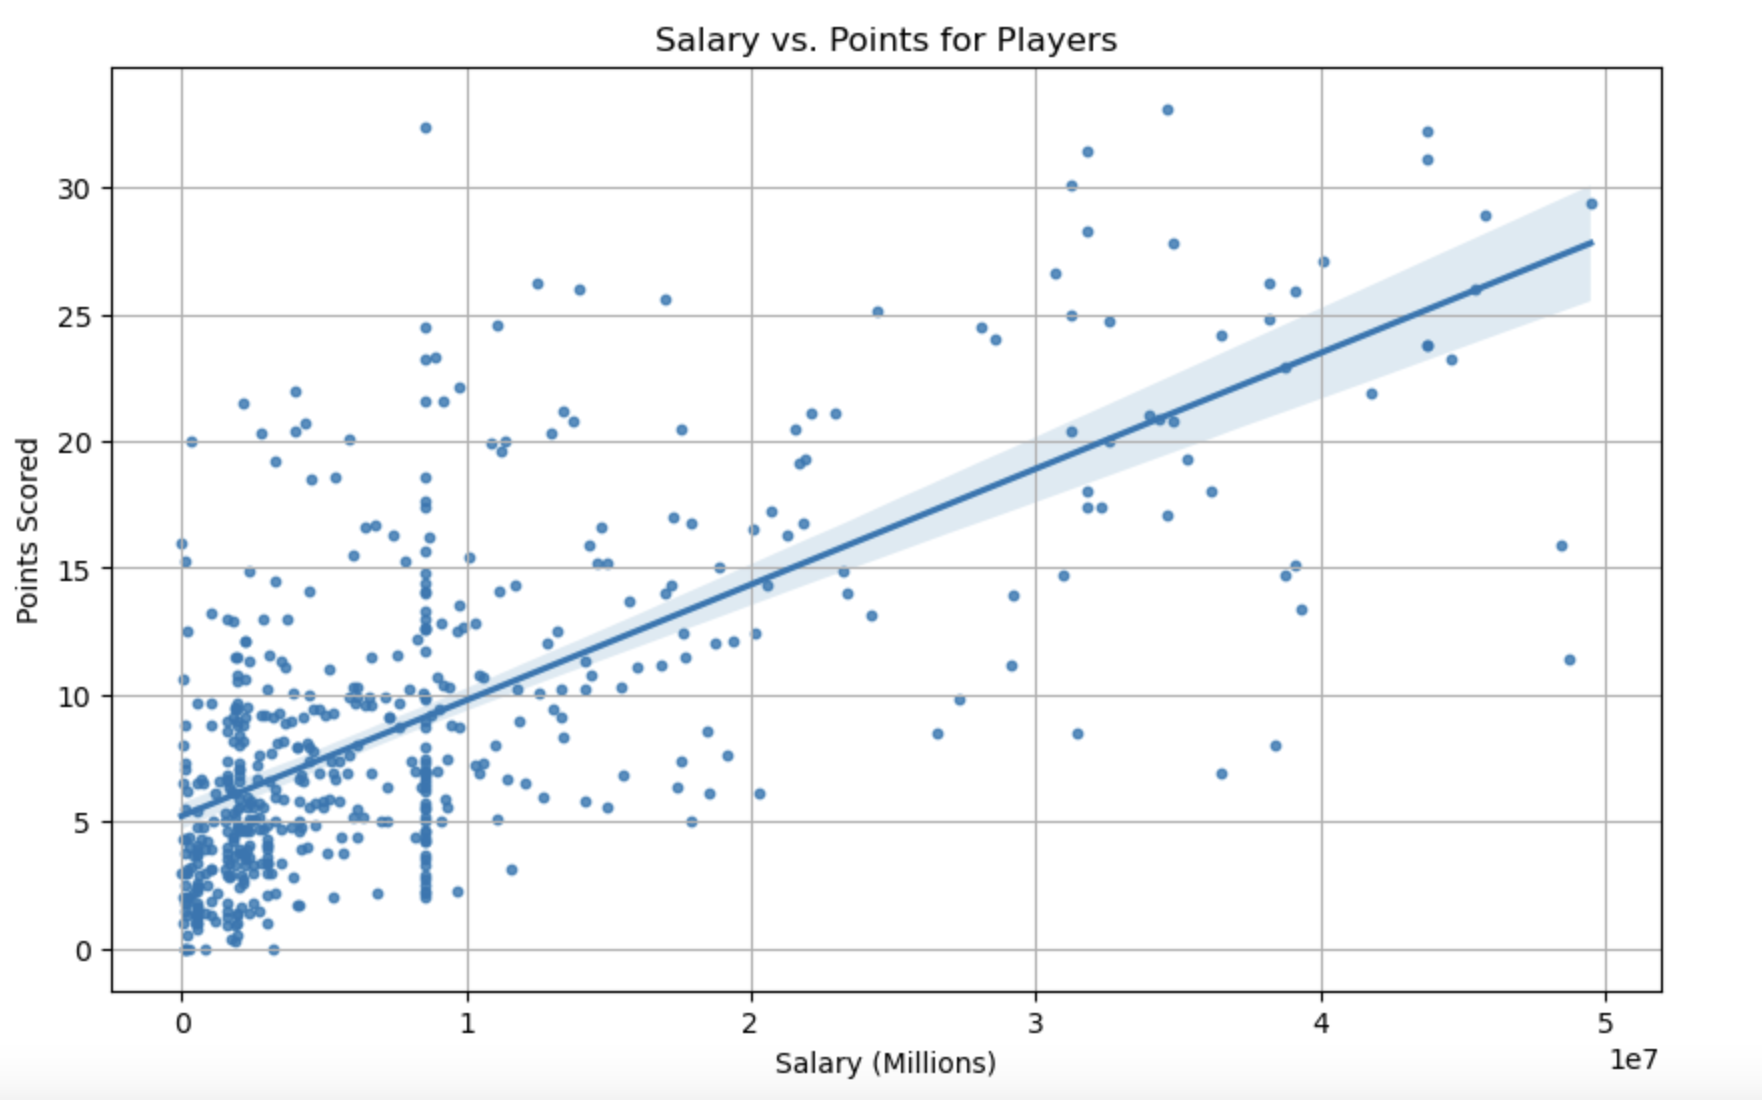 Salary vs. Points for Players
Points Scored
30
25
20
15
10
5
0
0 1 2 3 4 5
Salary (Millions)
1e7